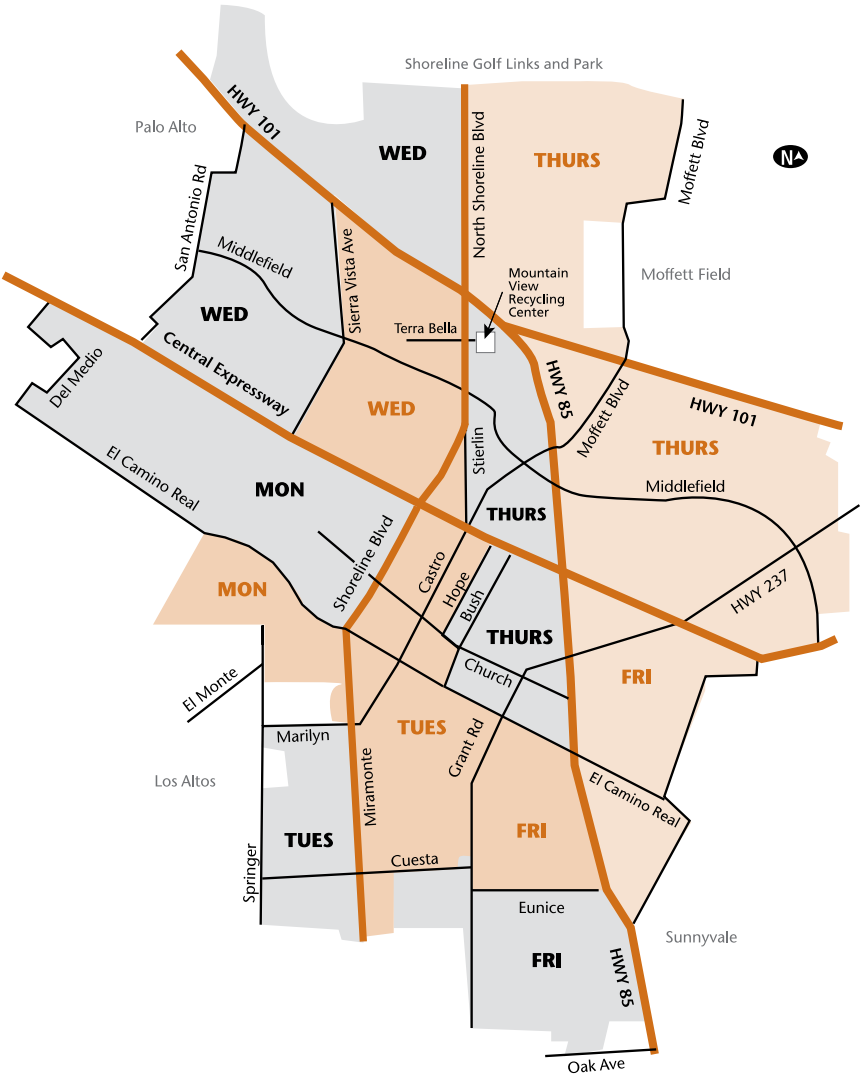 Shoreline Golf Links and Park
HWY 101
Palo Alto
WED
North Shoreline Blvd
THURS
Moffett Blvd
N
San Antonio Rd
Middlefield
Sierra Vista Ave
Mountain
View
Recycling
Center
Moffett Field
WED
Terra Bella
Central Expressway
Del Medio
WED
HWY 85
Moffett Blvd
HWY 101
THURS
El Camino Real
MON
Stierlin
Middlefield
THURS
Shoreline Blvd
Castro
Hope
Bush
HWY 237
MON
THURS
Church
FRI
El Monte
Marilyn
TUES
Grant Rd
Los Altos
Miramonte
El Camino Real
TUES
FRI
Springer
Cuesta
Eunice
Sunnyvale
FRI
HWY 85
Oak Ave